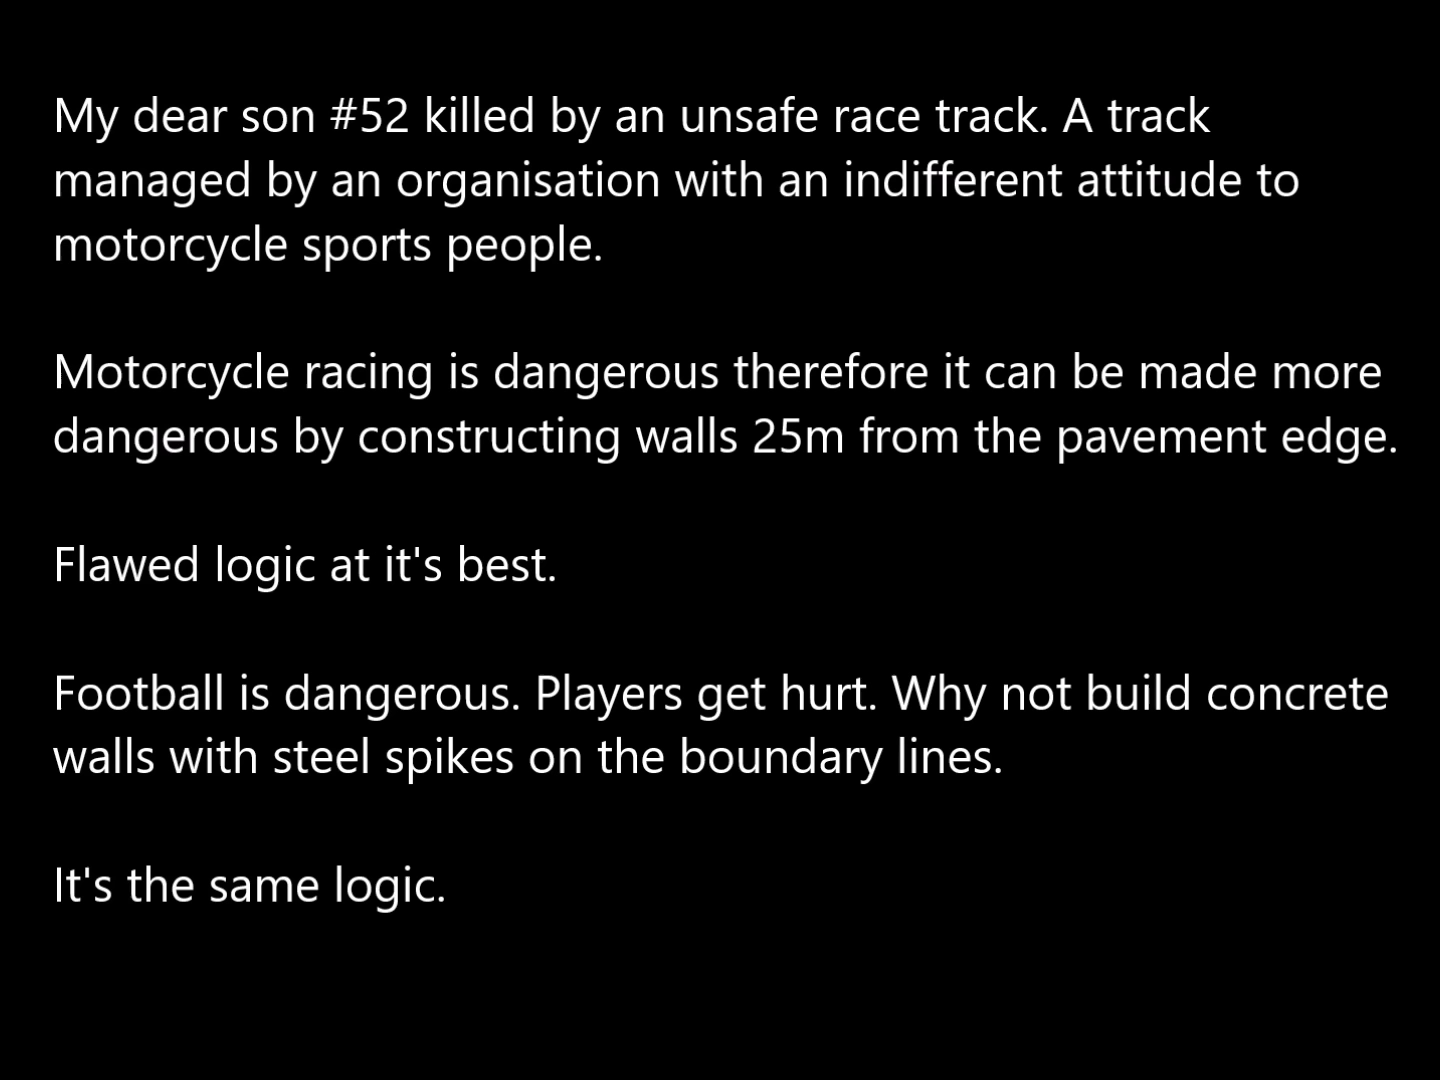 My dear son #52 killed by an unsafe race track. A track
managed by an organisation with an indifferent attitude to
motorcycle sports people.
Motorcycle racing is dangerous therefore it can be made more
dangerous by constructing walls 25m from the pavement edge.
Flawed logic at it's best.
Football is dangerous. Players get hurt. Why not build concrete
walls with steel spikes on the boundary lines.
It's the same logic.